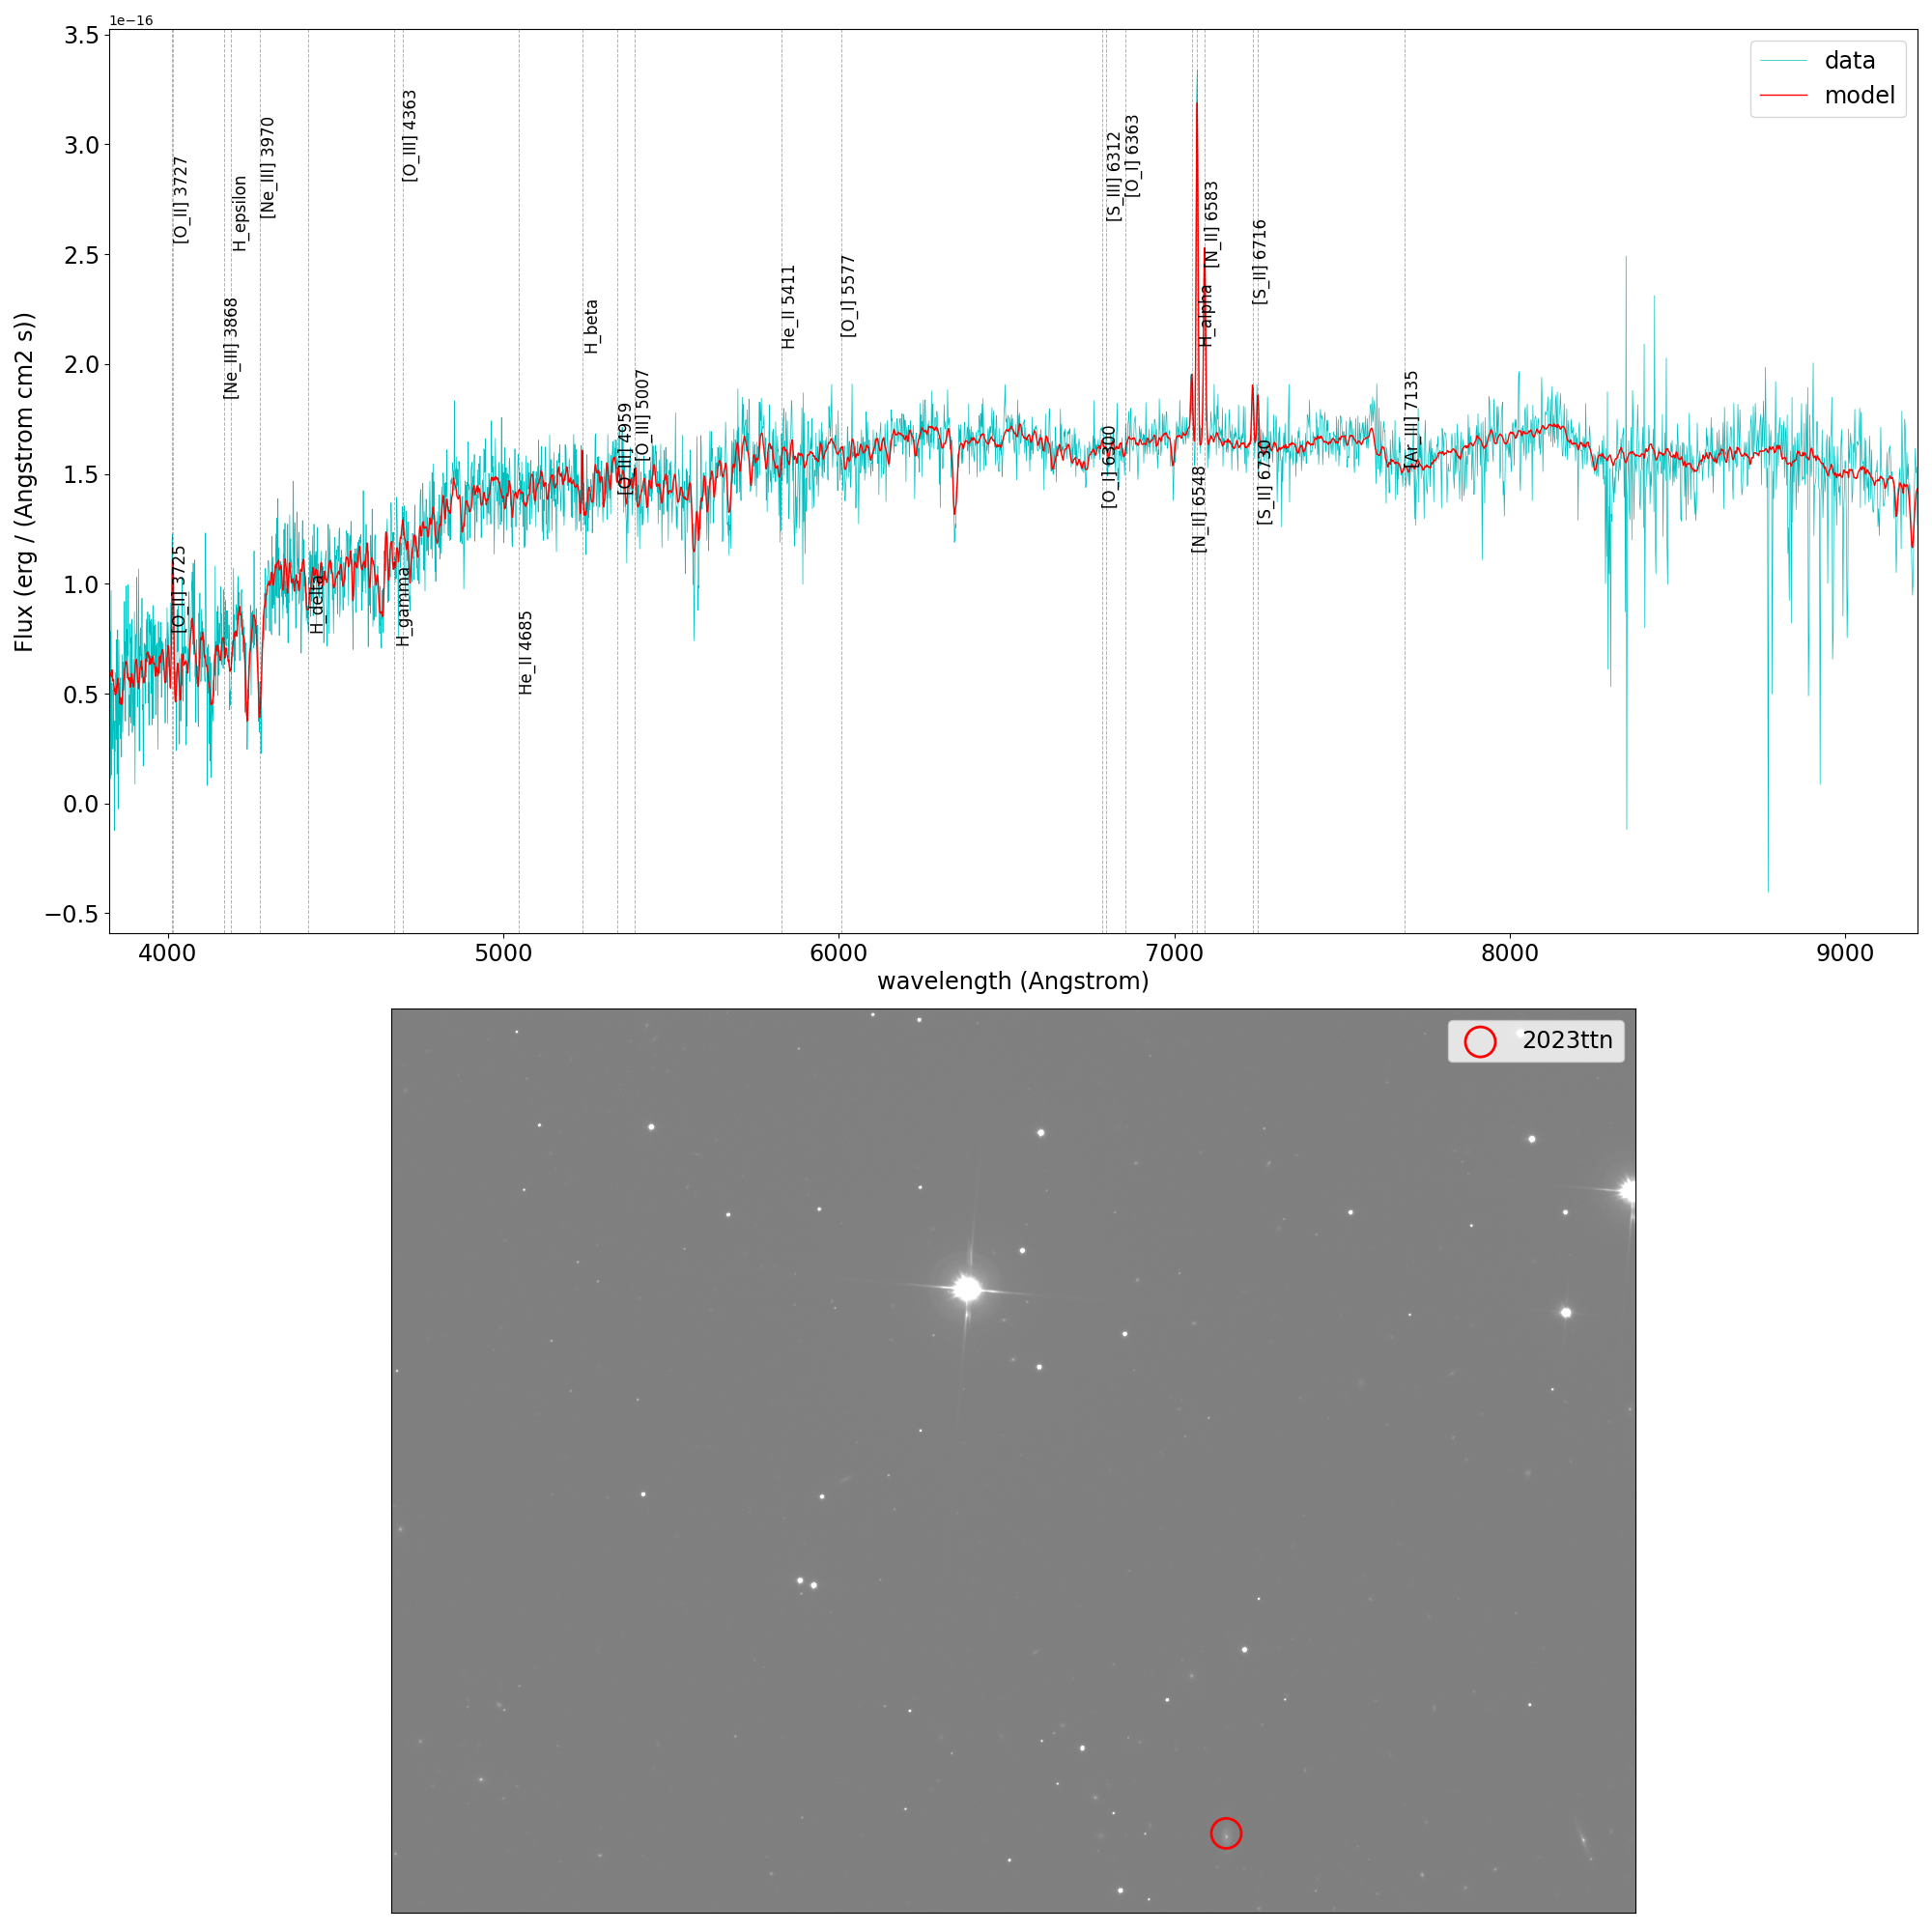 1e−16
3.5
3.0
2.5
2.0
1.5
1.0
0.5
0.0
−0.5
Flux (erg / (Angstrom cm2 s))
[O_II] 3725
[O_II] 3727
[Ne_III] 3868
H_epsilon
[Ne_III] 3970
H_delta
H_gamma
[O_III] 4363
He_II 4685
H_beta
[O_III] 4959
[O_III] 5007
He_II 5411
[O_I] 5577
[O_I] 6300
[S_III] 6312
[O_I] 6363
[N_II] 6548
H_alpha
[N_II] 6583
[S_II] 6716
[S_II] 6730
[Ar_III] 7135
data
model
4000
5000
6000
7000
8000
9000
wavelength (Angstrom)
2023ttn